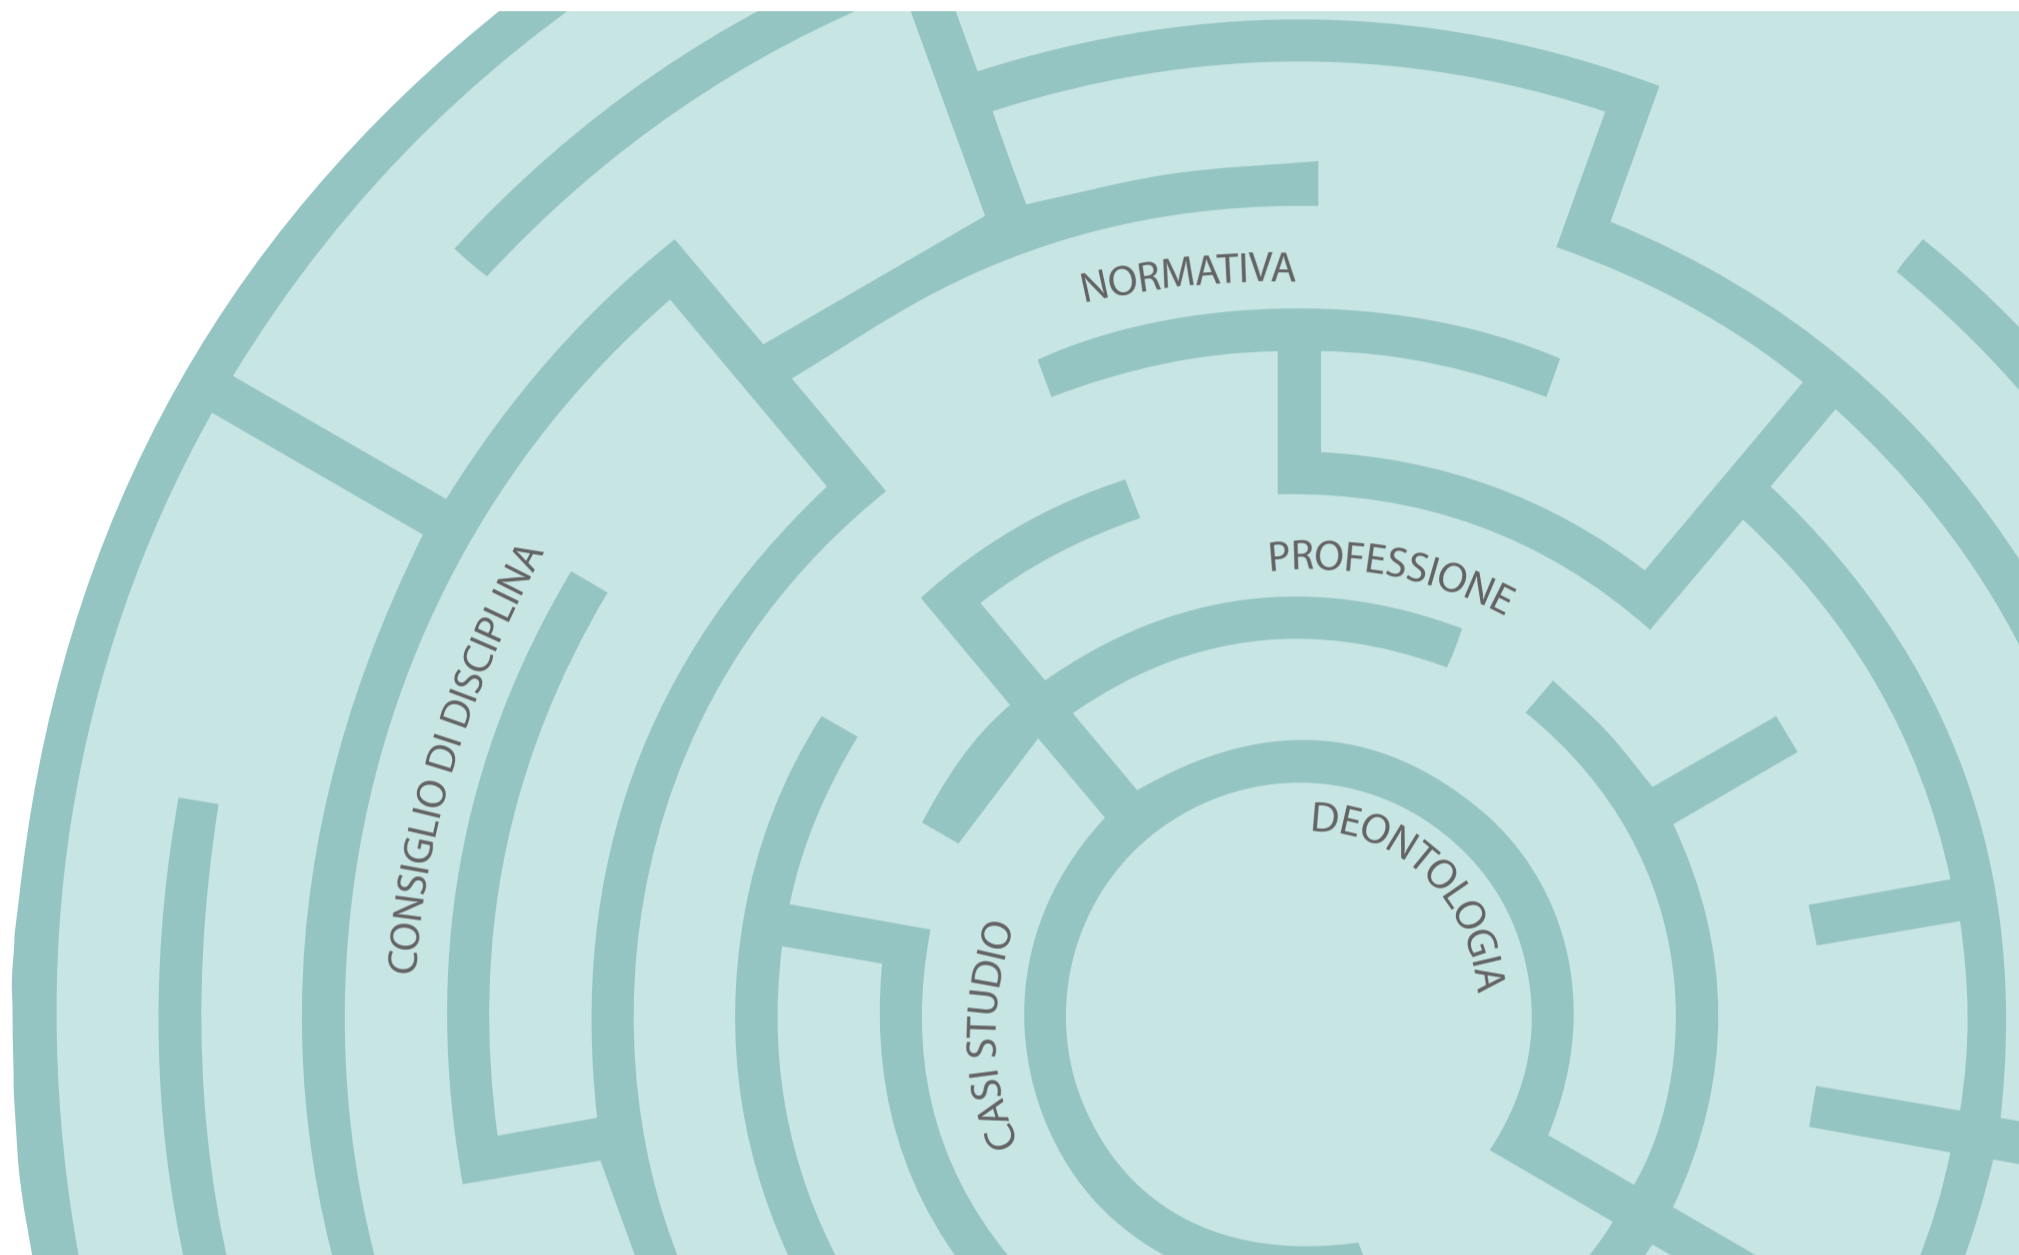 NORMATIVA
PROFESSIONE
CONSIGLIO DI DISCIPLINA
DEONTOLOGIA
CASI STUDIO